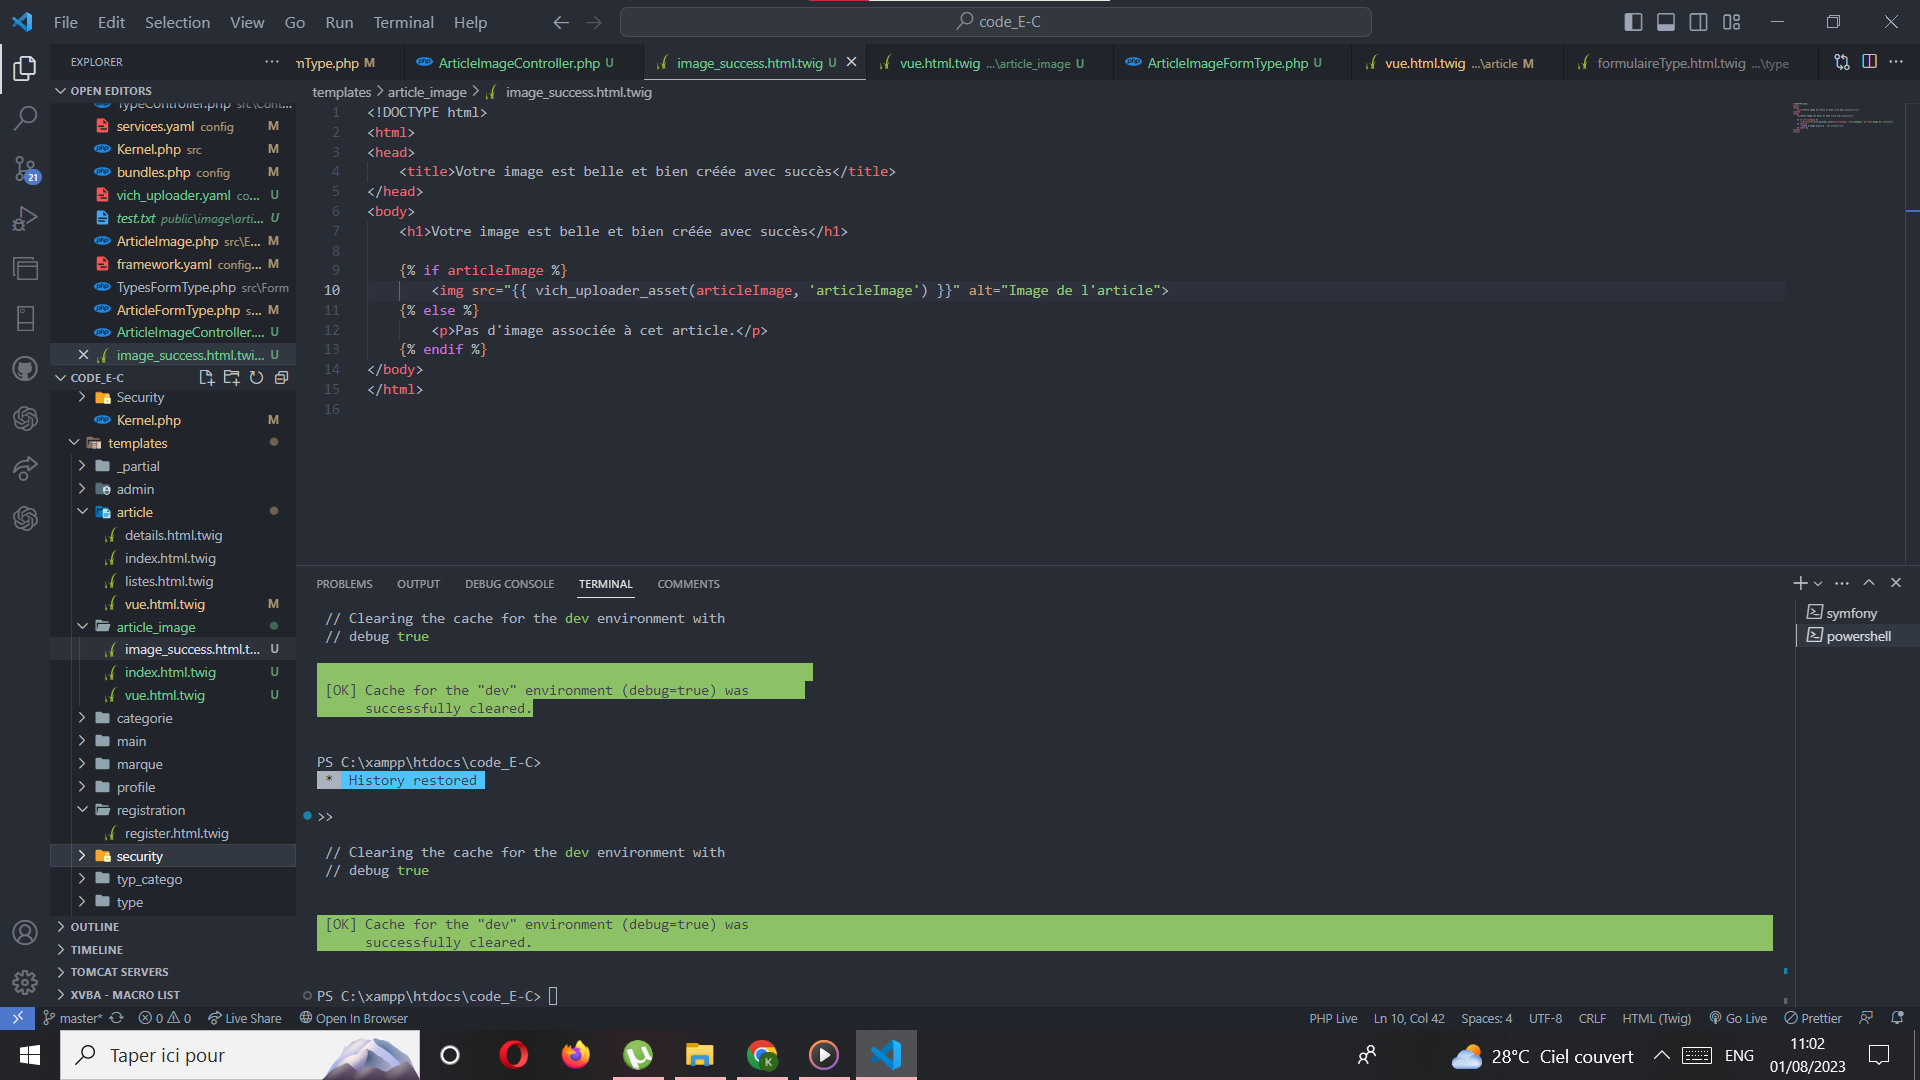 File Edit Selection View Go Run Terminal Help
code_E-C
EXPLORER
mType.php M
ArticleImageController.php U
image_success.html.twig U
vue.html.twig ...\article_image U
ArticleImageFormType.php U
vue.html.twig ...\article M
formulaireType.html.twig ...\type
OPEN EDITORS
TypeController.php src\Cont...
services.yaml config M
Kernel.php src M
bundles.php config M
vich_uploader.yaml co... U
test.txt public\image\arti... U
ArticleImage.php src\E... M
framework.yaml config... M
TypesFormType.php src\Form
ArticleFormType.php s... M
ArticleImageController.... U
image_success.html.twi... U
CODE_E-C
Security
Kernel.php M
templates
_partial
admin
article
details.html.twig
index.html.twig
listes.html.twig
vue.html.twig M
article_image
image_success.html.t... U
index.html.twig U
vue.html.twig U
categorie
main
marque
profile
registration
register.html.twig
security
typ_catego
type
OUTLINE
TIMELINE
TOMCAT SERVERS
XVBA - MACRO LIST
21
templates > article_image > image_success.html.twig
1 <!DOCTYPE html>
2 <html>
3 <head>
4 <title>Votre image est belle et bien créée avec succès</title>
5 </head>
6 <body>
7 <h1>Votre image est belle et bien créée avec succès</h1>
8
9 {% if articleImage %}
10 <img src="{{ vich_uploader_asset(articleImage, 'articleImage') }}" alt="Image de l'article">
11 {% else %}
12 <p>Pas d'image associée à cet article.</p>
13 {% endif %}
14 </body>
15 </html>
16
PROBLEMS OUTPUT DEBUG CONSOLE TERMINAL COMMENTS
symfony
powershell
// Clearing the cache for the dev environment with
// debug true
[OK] Cache for the "dev" environment (debug=true) was
successfully cleared.
PS C:\xampp\htdocs\code_E-C>
* History restored
>>
// Clearing the cache for the dev environment with
// debug true
[OK] Cache for the "dev" environment (debug=true) was
successfully cleared.
PS C:\xampp\htdocs\code_E-C>
master* 0 0 Live Share Open In Browser
PHP Live Ln 10, Col 42 Spaces: 4 UTF-8 CRLF HTML (Twig) Go Live Prettier
Taper ici pour
28°C Ciel couvert
ENG
11:02
01/08/2023